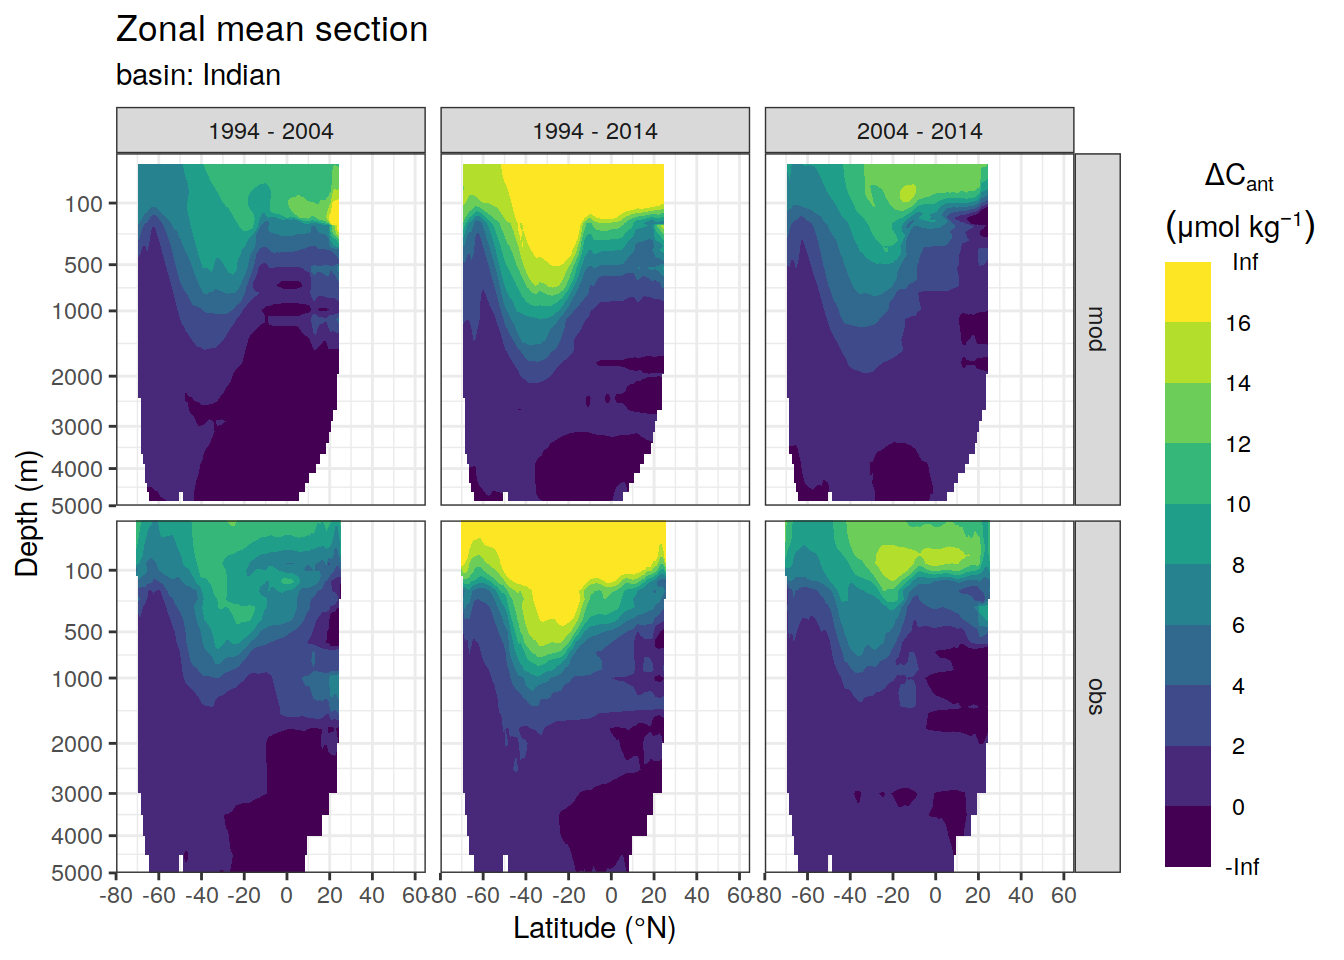 Zonal mean section
basin: Indian
1994 - 2004
1994 - 2014
2004 - 2014
mod
obs
Depth (m)
100
500
1000
2000
3000
4000
5000
100
500
1000
2000
3000
4000
5000
-80 -60 -40 -20 0 20 40 60
-80 -60 -40 -20 0 20 40 60
-80 -60 -40 -20 0 20 40 60
Latitude (°N)
ΔCant
(μmol kg⁻¹)
Inf
16
14
12
10
8
6
4
2
0
-Inf